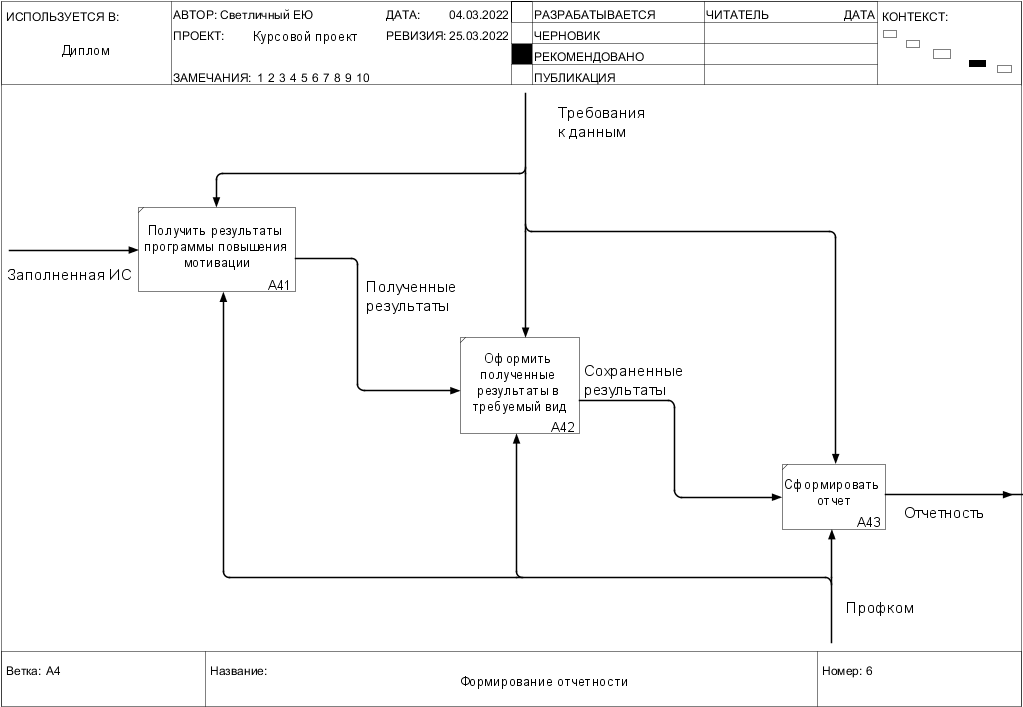 ИСПОЛЬЗУЕТСЯ В:
Диплом
АВТОР: Светличный ЕЮ
ДАТА: 04.03.2022
ПРОЕКТ: Курсовой проект
РЕВИЗИЯ: 25.03.2022
ЗАМЕЧАНИЯ: 1 2 3 4 5 6 7 8 9 10
РАЗРАБАТЫВАЕТСЯ
ЧЕРНОВИК
РЕКОМЕНДОВАНО
ПУБЛИКАЦИЯ
ЧИТАТЕЛЬ
ДАТА
КОНТЕКСТ:
Требования
к данным
Получить результаты
программы повышения
мотивации
A41
Заполненная ИС
Полученные
результаты
Оформить
полученные
результаты в
требуемый вид
A42
Сохраненные
результаты
Сформировать
отчет
A43
Отчетность
Профком
Ветка: A4
Название:
Формирование отчетности
Номер: 6